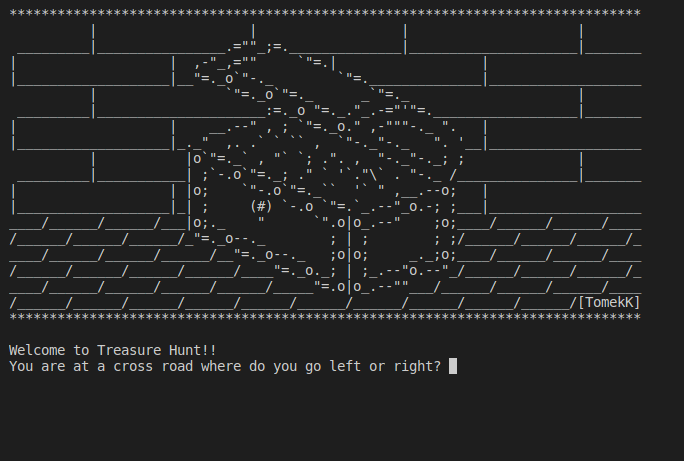 [TomekK]
Welcome to Treasure Hunt!!
You are at a cross road where do you go left or right?